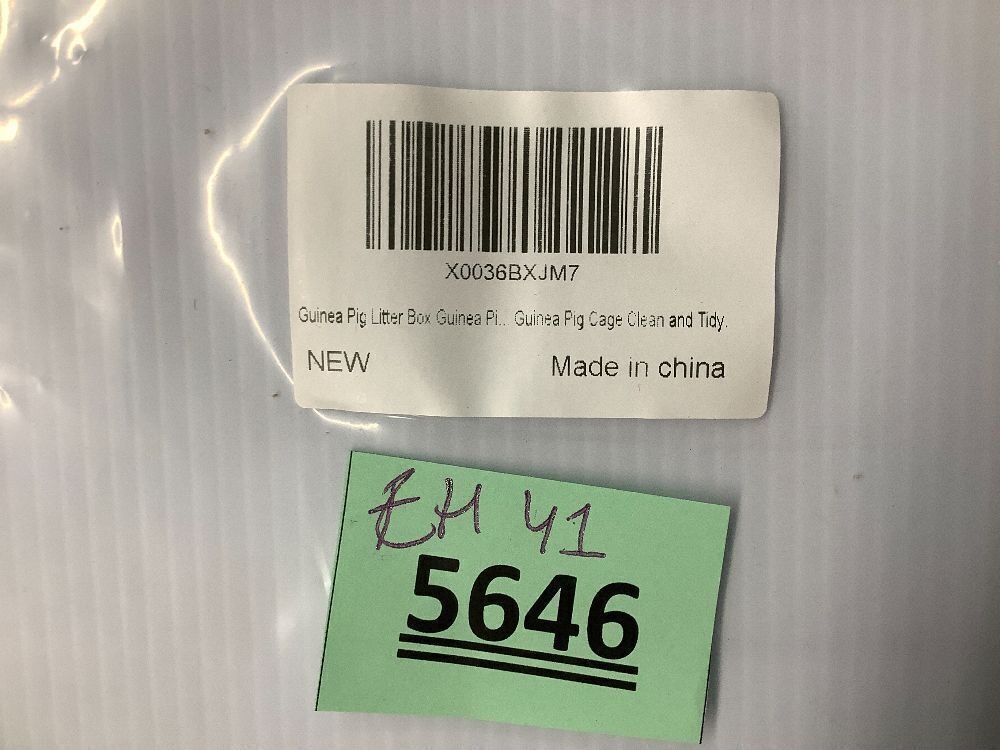 X0036BXJM7
Guinea Pig Litter Box Guinea Pi... Guinea Pig Cage Clean and Tidy.
NEW Made in china
EH 41
5646